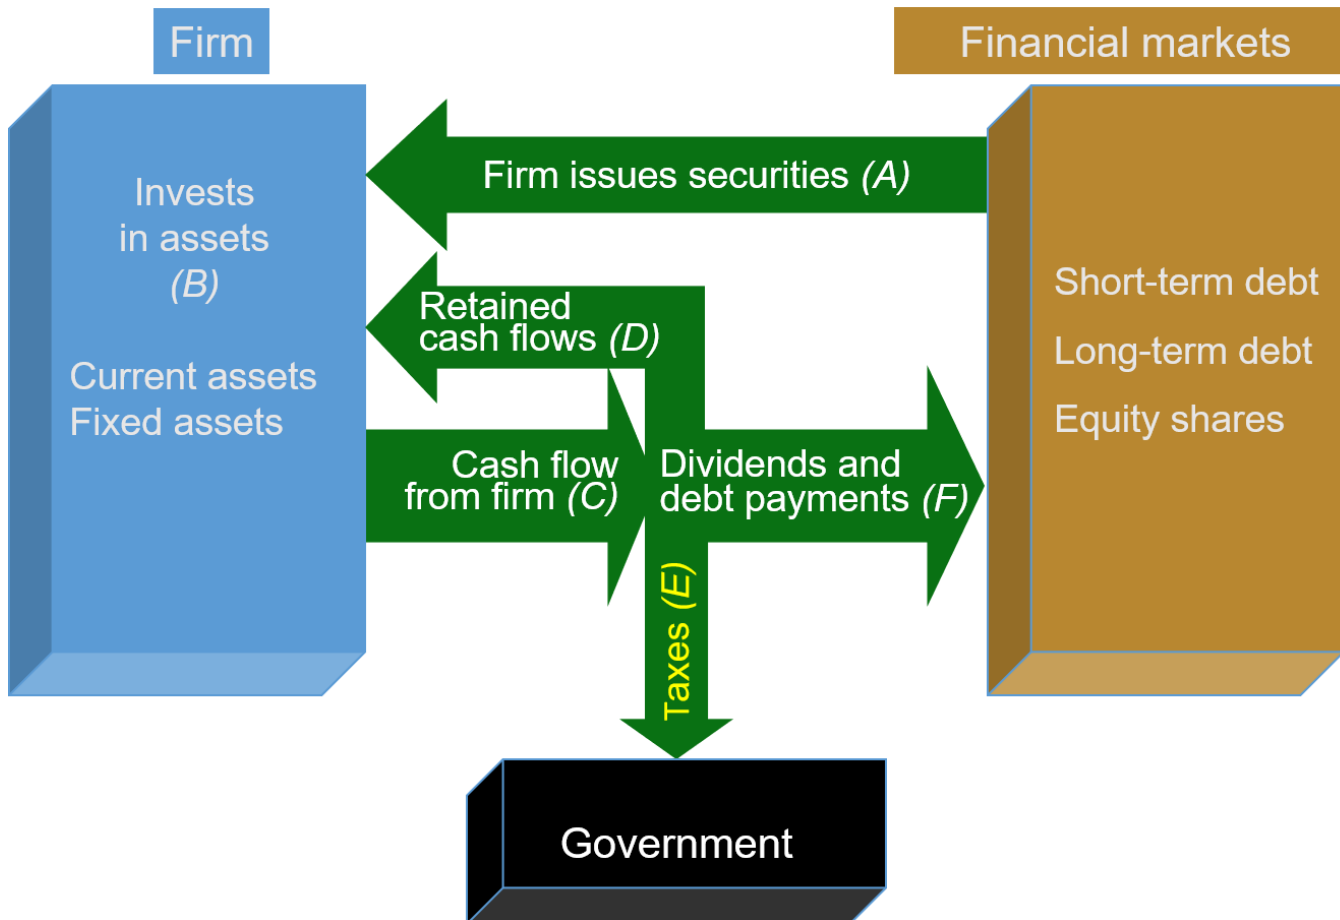 Firm
Financial markets
Firm issues securities (A)
Invests
in assets
(B)
Current assets
Fixed assets
Retained
cash flows (D)
Cash flow
from firm (C)
Dividends and
debt payments (F)
Taxes (E)
Short-term debt
Long-term debt
Equity shares
Government